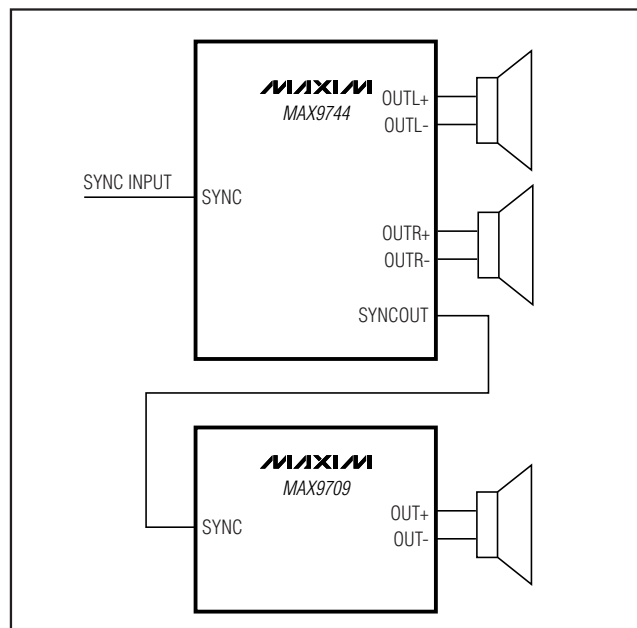 MAXIM
MAX9744
OUTL+
OUTL-
SYNC INPUT
SYNC
OUTR+
OUTR-
SYNCOUT
MAXIM
MAX9709
OUT+
SYNC
OUT-